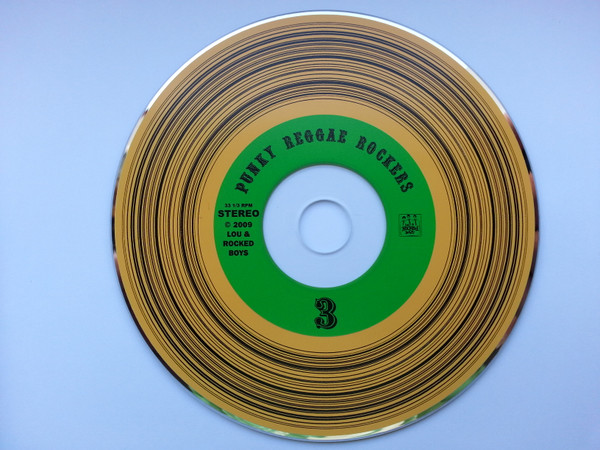 PUNKY REGGAE ROCKERS
33 1/3 RPM
STEREO
© 2009
LOU &
ROCKED
BOYS
3